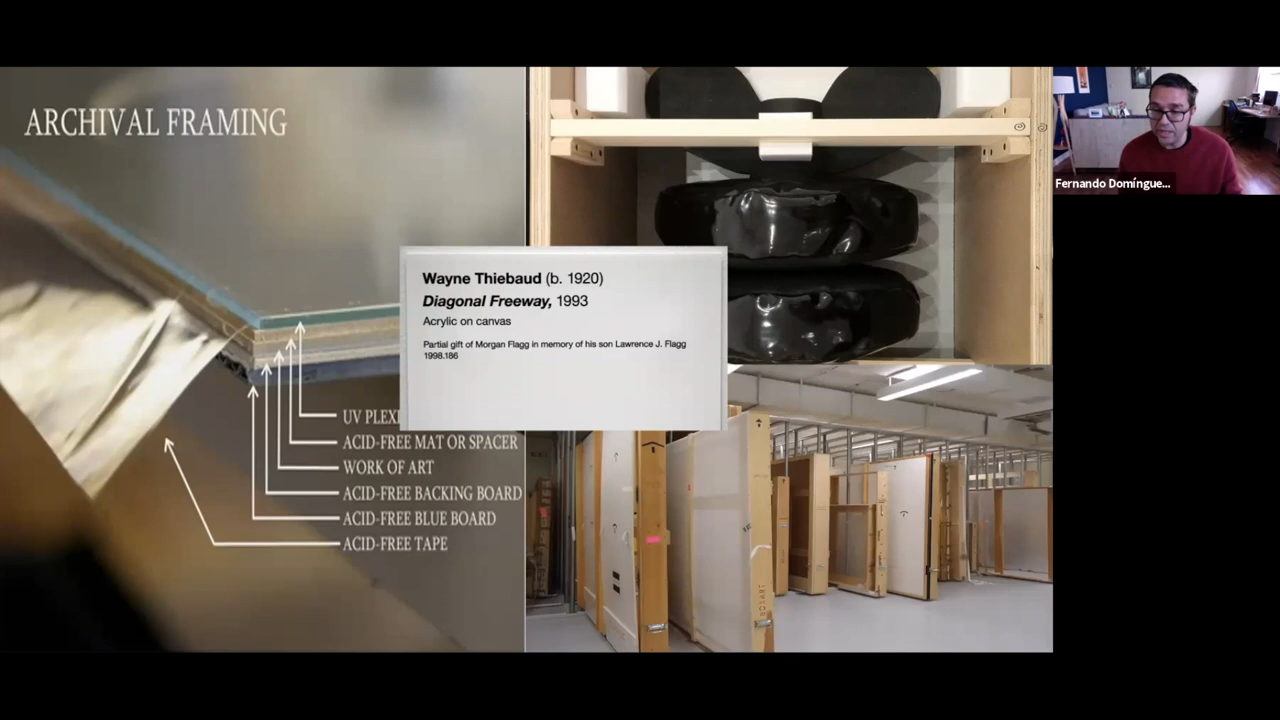 ARCHIVAL FRAMING
UV PLEXI
ACID-FREE MAT OR SPACER
WORK OF ART
ACID-FREE BACKING BOARD
ACID-FREE BLUE BOARD
ACID-FREE TAPE
Wayne Thiebaud (b. 1920)
Diagonal Freeway, 1993
Acrylic on canvas
Partial gift of Morgan Flagg in memory of his son Lawrence J. Flagg
1998.186
BOXART
Fernando Domíngue...